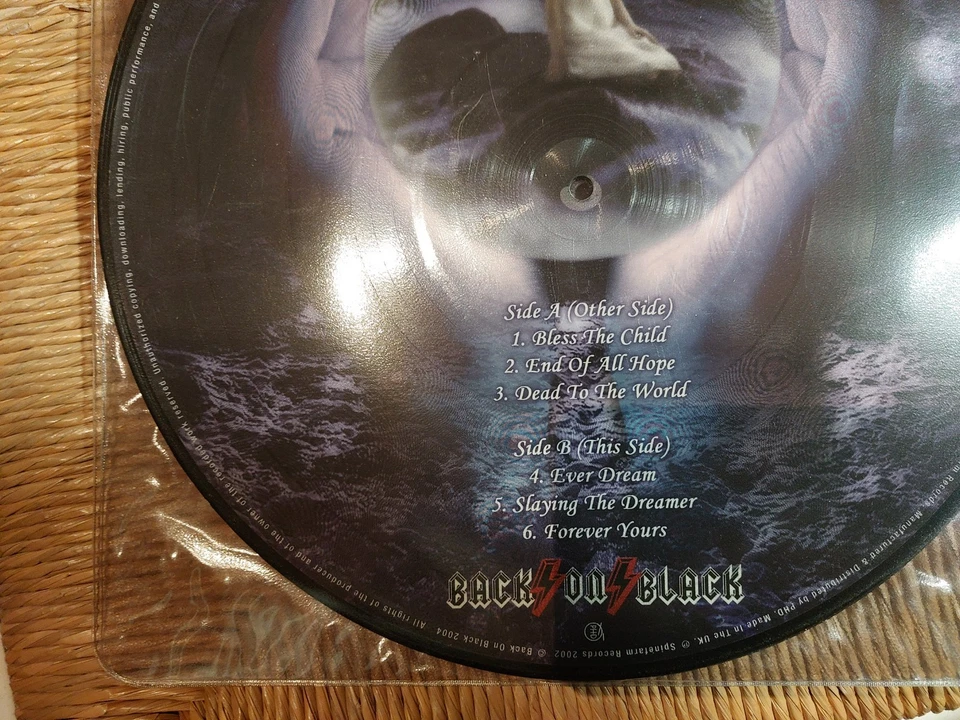 Side A (Other Side)
1. Bless The Child
2. End Of All Hope
3. Dead To The World
Side B (This Side)
4. Ever Dream
5. Slaying The Dreamer
6. Forever Yours
BACK ON BLACK
Records Manufactured & Distributed by PHD. Made in The UK. ℗ Spinefarm Records 2002 © Back On Black 2004 All rights of the producer and of the owner of the recorded work reserved. Unauthorized copying, downloading, lending, hiring, public performance, and